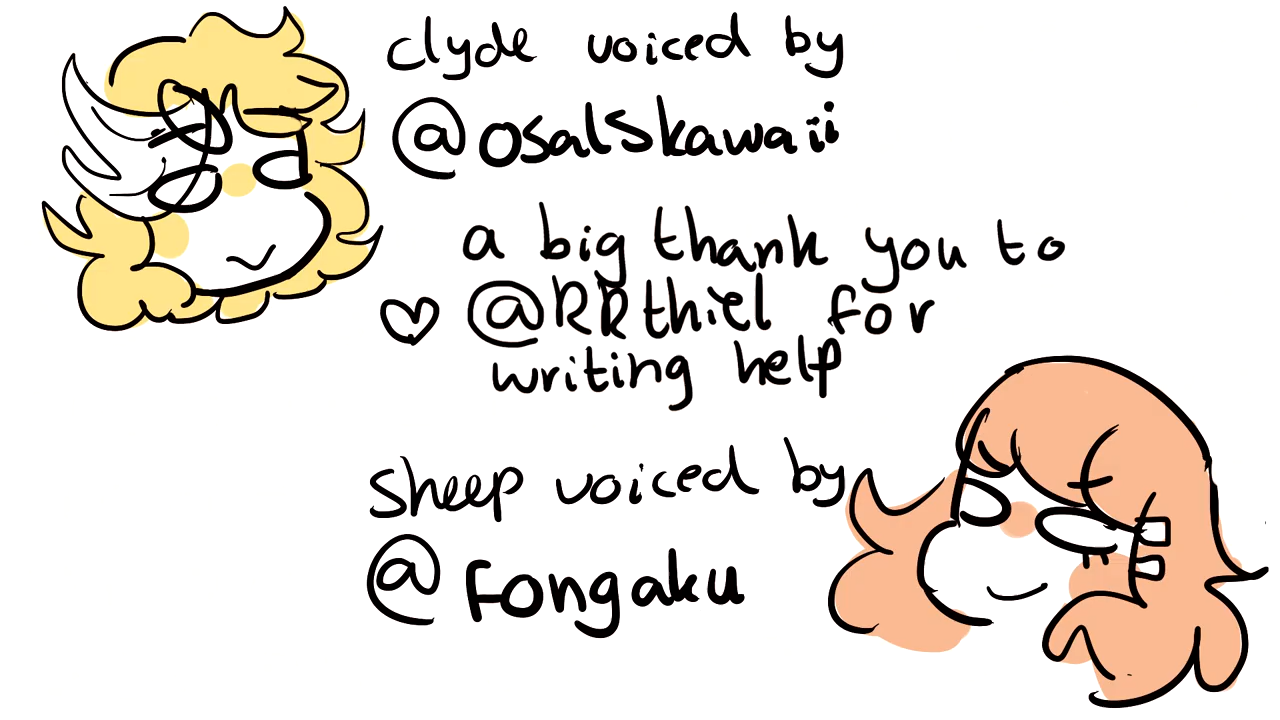 clyde voiced by
@osalskawaii
a big thank you to
@RRthiel for
writing help
sheep voiced by
@Fongaku